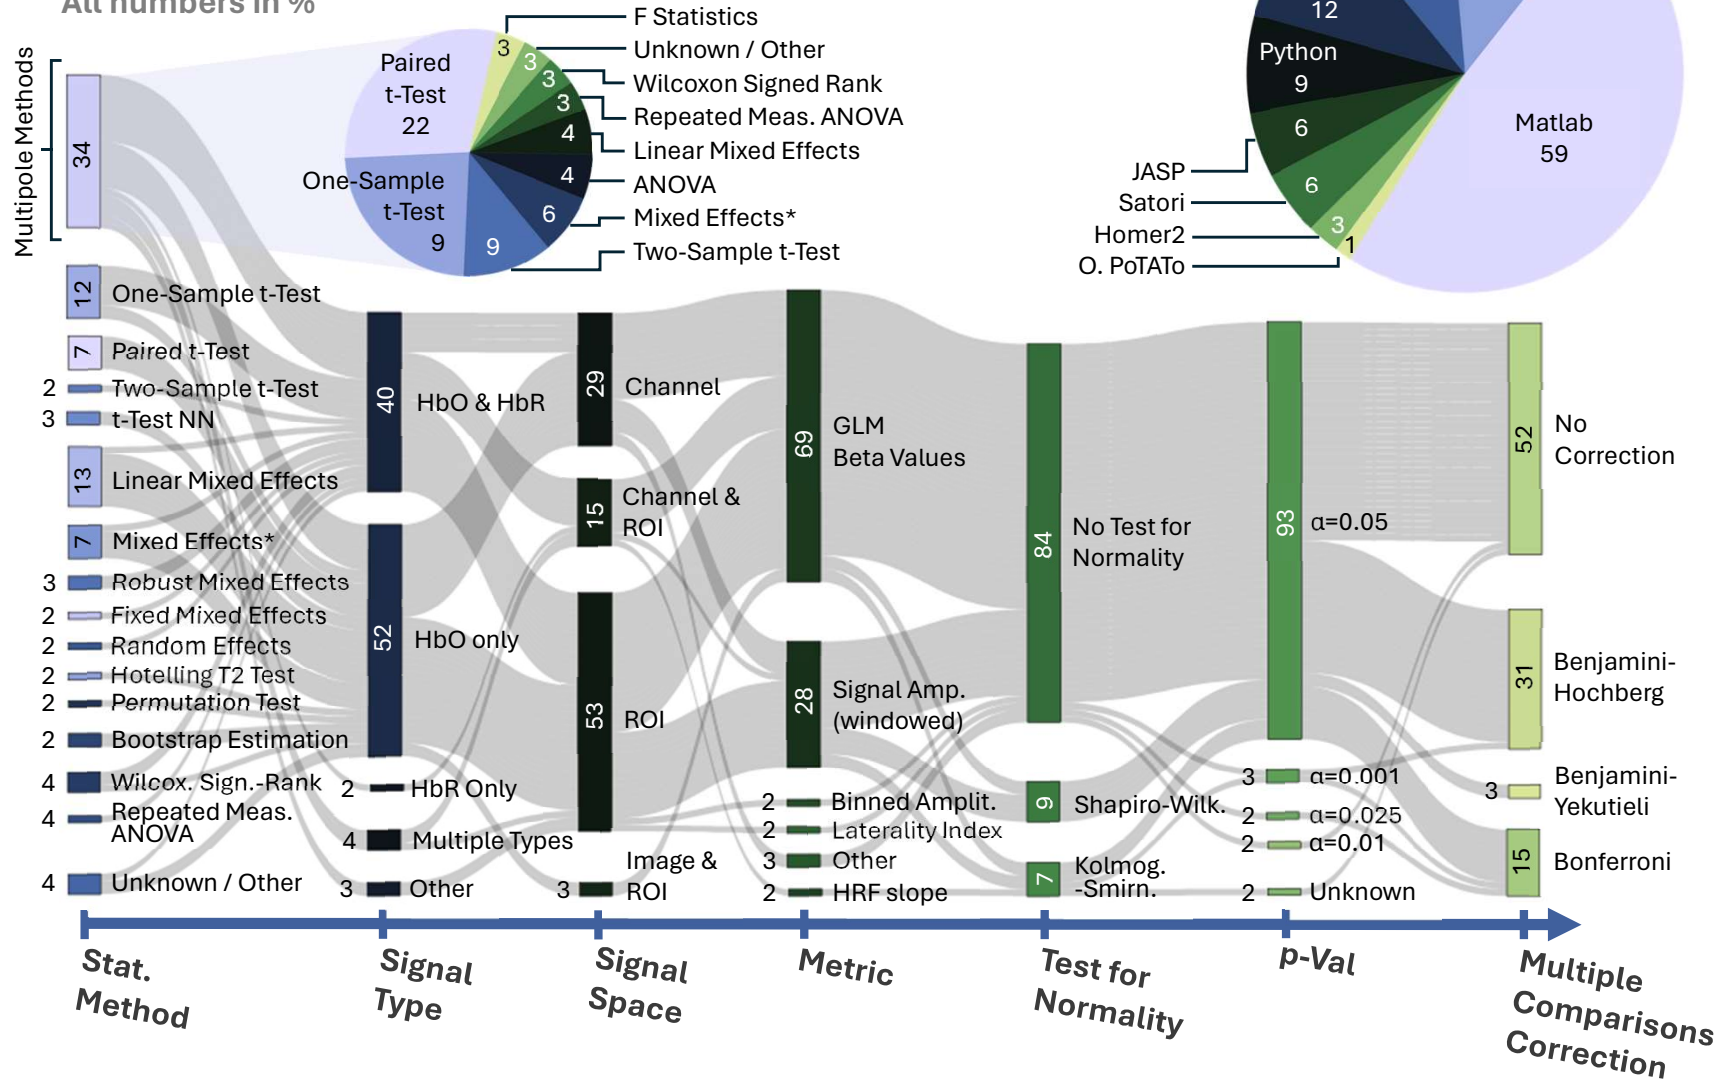 All numbers in %
Multipole Methods
34
Paired
t-Test
22
One-Sample
t-Test
9
9
6
4
4
3
3
3
3
F Statistics
Unknown / Other
Wilcoxon Signed Rank
Repeated Meas. ANOVA
Linear Mixed Effects
ANOVA
Mixed Effects*
Two-Sample t-Test
12
Python
9
6
6
3
1
Matlab
59
JASP
Satori
Homer2
O. PoTATo
12 One-Sample t-Test
7 Paired t-Test
2 Two-Sample t-Test
3 t-Test NN
13 Linear Mixed Effects
7 Mixed Effects*
3 Robust Mixed Effects
2 Fixed Mixed Effects
2 Random Effects
2 Hotelling T2 Test
2 Permutation Test
2 Bootstrap Estimation
4 Wilcox. Sign.-Rank
4 Repeated Meas.
ANOVA
4 Unknown / Other
40 HbO & HbR
52 HbO only
2 HbR Only
4 Multiple Types
3 Other
29 Channel
15 Channel &
ROI
53 ROI
3 Image &
ROI
69 GLM
Beta Values
28 Signal Amp.
(windowed)
2 Binned Amplit.
2 Laterality Index
3 Other
2 HRF slope
84 No Test for
Normality
9 Shapiro-Wilk.
7 Kolmog.
-Smirn.
93 α=0.05
3 α=0.001
2 α=0.025
2 α=0.01
2 Unknown
52 No
Correction
31 Benjamini-
Hochberg
3 Benjamini-
Yekutieli
15 Bonferroni
Stat.
Method
Signal
Type
Signal
Space
Metric
Test for
Normality
p-Val
Multiple
Comparisons
Correction